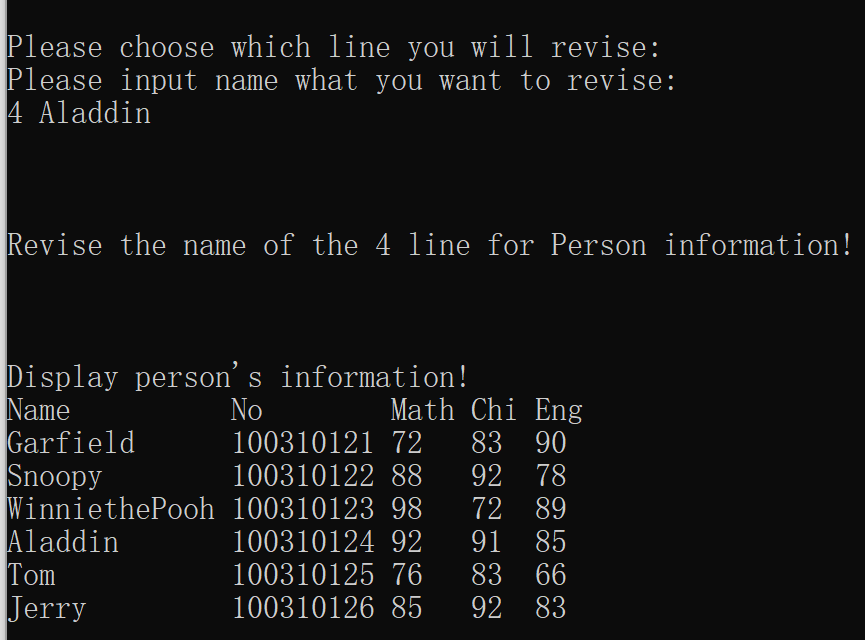 Please choose which line you will revise:
Please input name what you want to revise:
4 Aladdin
Revise the name of the 4 line for Person information!
Display person's information!
Name No Math Chi Eng
Garfield 100310121 72 83 90
Snoopy 100310122 88 92 78
WinniethePooh 100310123 98 72 89
Aladdin 100310124 92 91 85
Tom 100310125 76 83 66
Jerry 100310126 85 92 83